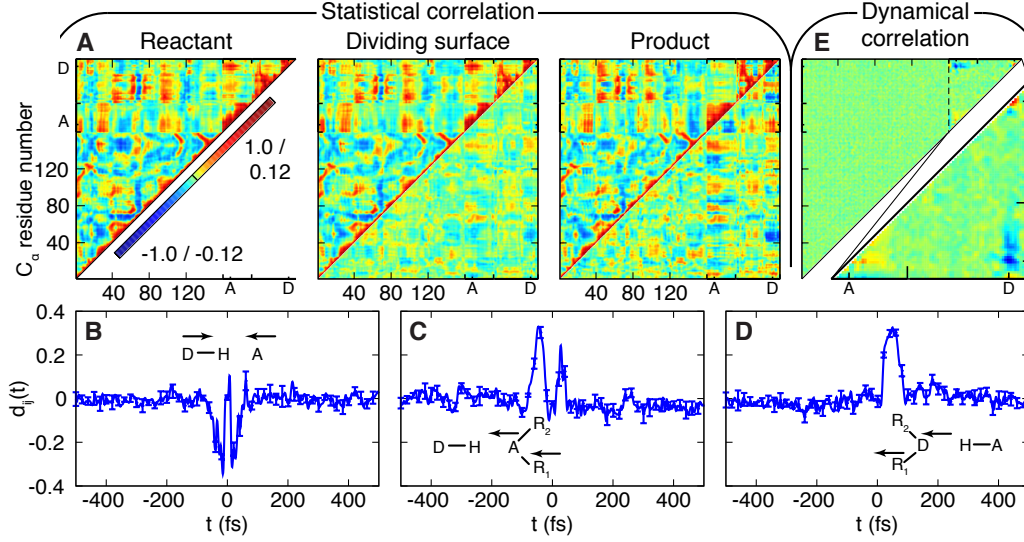 Statistical correlation
Dynamical
correlation
A
Reactant
Dividing surface
Product
E
Cα residue number
D
A
120
80
40
1.0 /
0.12
-1.0 / -0.12
40 80 120 A D
40 80 120 A D
40 80 120 A D
A D
dij(t)
0.4
0.2
0
-0.2
-0.4
B
D H A
-400 -200 0 200 400
t (fs)
C
R2
D H A
R1
-400 -200 0 200 400
t (fs)
D
R2
D H A
R1
-400 -200 0 200 400
t (fs)